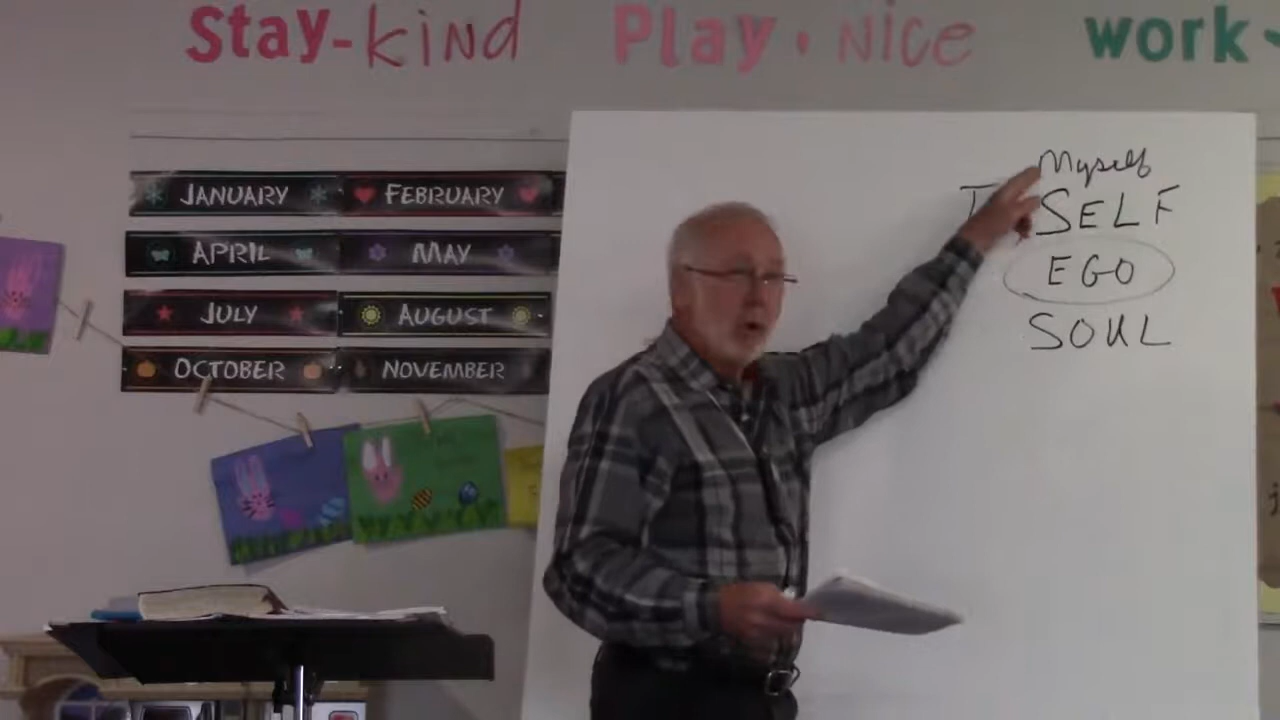 Stay-kind Play · nice work
JANUARY FEBRUARY
APRIL MAY
JULY AUGUST
OCTOBER NOVEMBER
Myself
SELF
EGO
SOUL